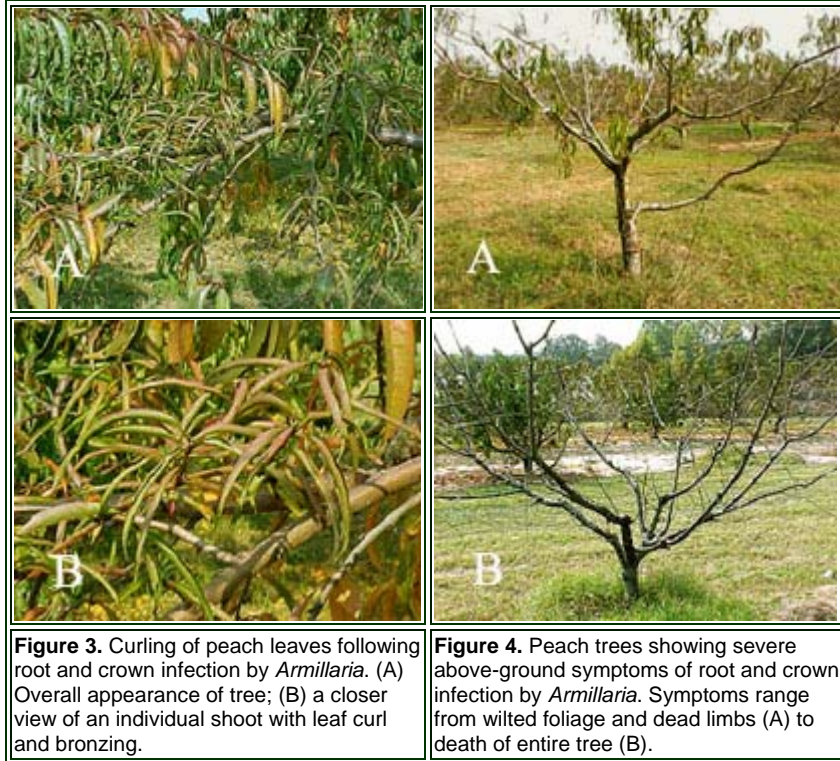 A
B
Figure 3. Curling of peach leaves following
root and crown infection by Armillaria. (A)
Overall appearance of tree; (B) a closer
view of an individual shoot with leaf curl
and bronzing.
A
B
Figure 4. Peach trees showing severe
above-ground symptoms of root and crown
infection by Armillaria. Symptoms range
from wilted foliage and dead limbs (A) to
death of entire tree (B).